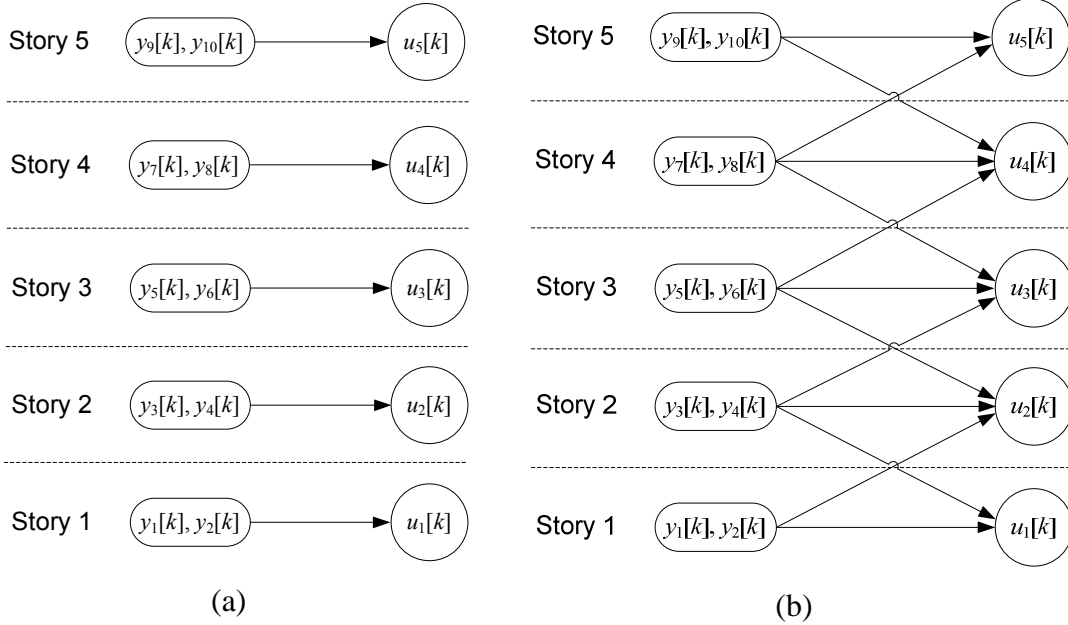 Story 5
y₉[k], y₁₀[k]
u₅[k]
Story 4
y₇[k], y₈[k]
u₄[k]
Story 3
y₅[k], y₆[k]
u₃[k]
Story 2
y₃[k], y₄[k]
u₂[k]
Story 1
y₁[k], y₂[k]
u₁[k]
(a)
Story 5
y₉[k], y₁₀[k]
u₅[k]
Story 4
y₇[k], y₈[k]
u₄[k]
Story 3
y₅[k], y₆[k]
u₃[k]
Story 2
y₃[k], y₄[k]
u₂[k]
Story 1
y₁[k], y₂[k]
u₁[k]
(b)